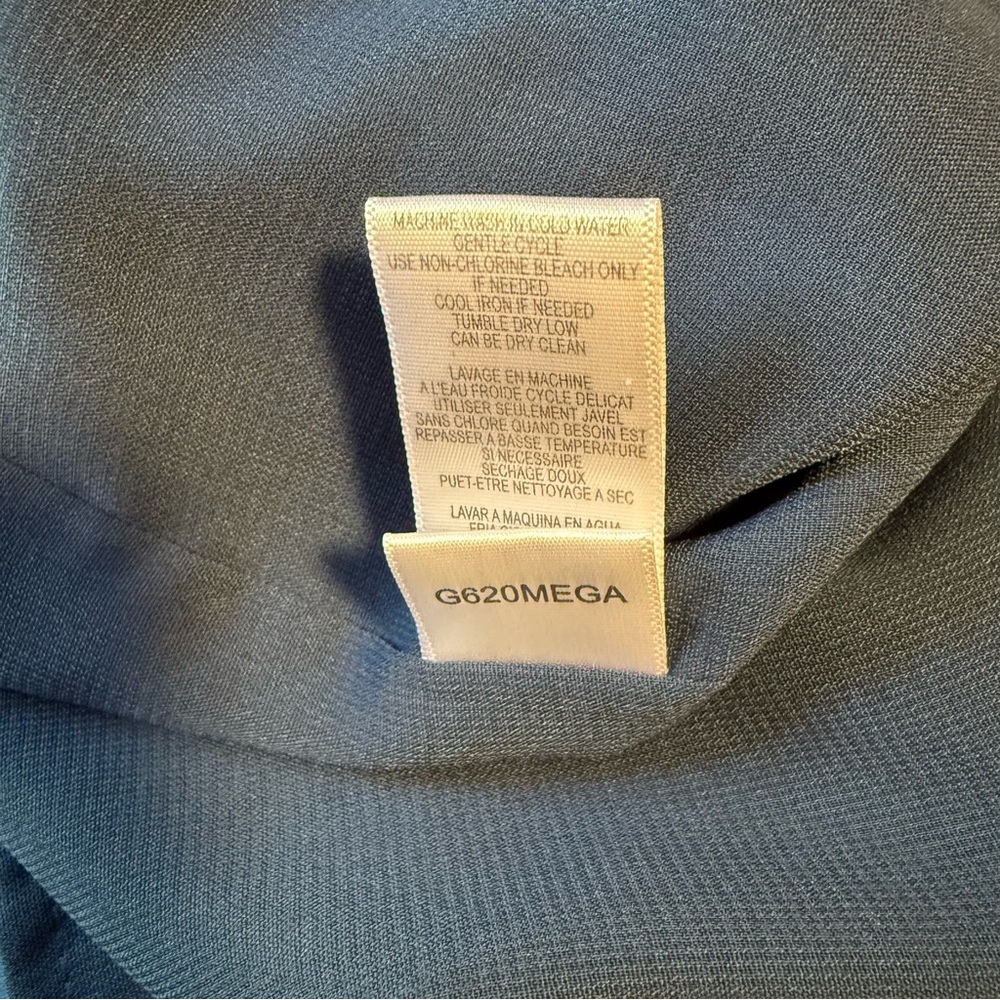 MACHINE WASH IN COLD WATER
GENTLE CYCLE
USE NON-CHLORINE BLEACH ONLY
IF NEEDED
COOL IRON IF NEEDED
TUMBLE DRY LOW
CAN BE DRY CLEAN
LAVAGE EN MACHINE
A L'EAU FROIDE CYCLE DELICAT
UTILISER SEULEMENT JAVEL
SANS CHLORE QUAND BESOIN EST
REPASSER A BASSE TEMPERATURE
SI NECESSAIRE
SECHAGE DOUX
PUET-ETRE NETTOYAGE A SEC
LAVAR A MAQUINA EN AGUA
FRIA
G620MEGA